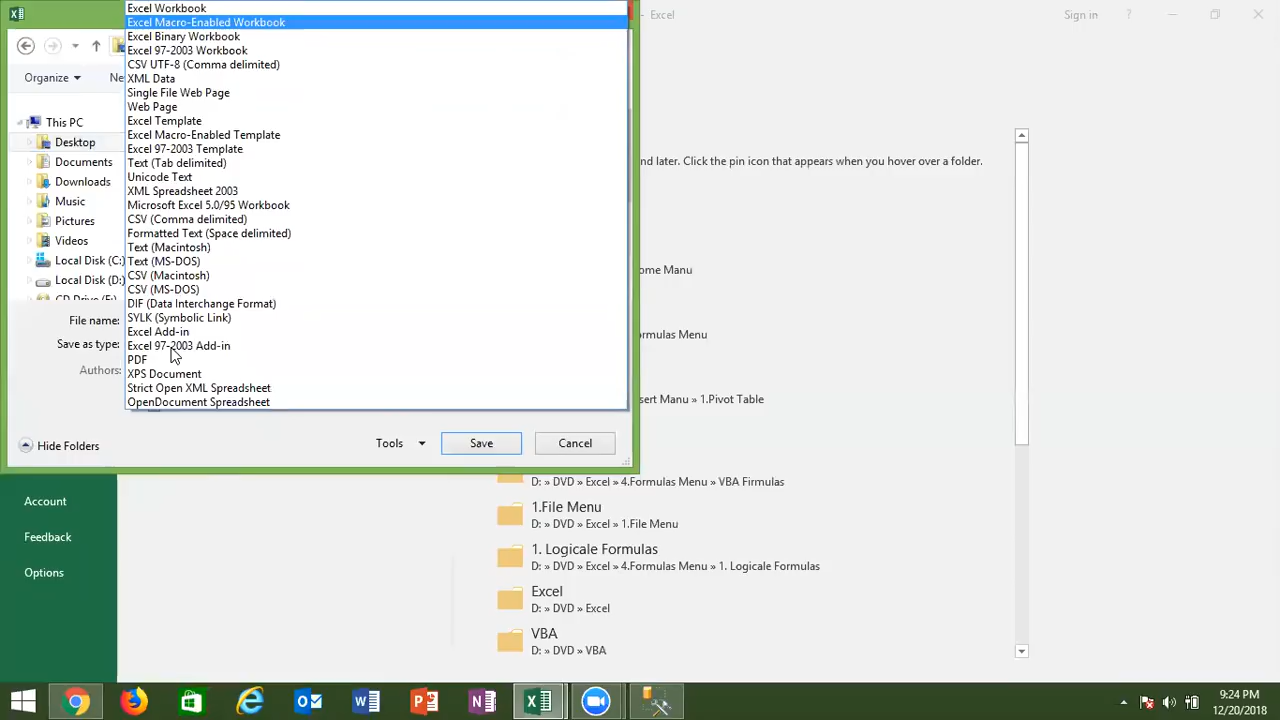 - Excel
Sign in
?
Organize
Ne
This PC
Desktop
Documents
Downloads
Music
Pictures
Videos
Local Disk (C:)
Local Disk (D:)
CD Drive (F:)
File name:
Save as type:
Authors:
Excel Workbook
Excel Macro-Enabled Workbook
Excel Binary Workbook
Excel 97-2003 Workbook
CSV UTF-8 (Comma delimited)
XML Data
Single File Web Page
Web Page
Excel Template
Excel Macro-Enabled Template
Excel 97-2003 Template
Text (Tab delimited)
Unicode Text
XML Spreadsheet 2003
Microsoft Excel 5.0/95 Workbook
CSV (Comma delimited)
Formatted Text (Space delimited)
Text (Macintosh)
Text (MS-DOS)
CSV (Macintosh)
CSV (MS-DOS)
DIF (Data Interchange Format)
SYLK (Symbolic Link)
Excel Add-in
Excel 97-2003 Add-in
PDF
XPS Document
Strict Open XML Spreadsheet
OpenDocument Spreadsheet
Hide Folders
Tools
Save
Cancel
nd later. Click the pin icon that appears when you hover over a folder.
ome Manu
ormulas Menu
sert Manu » 1.Pivot Table
D: » DVD » Excel » 4.Formulas Menu » VBA Firmulas
1.File Menu
D: » DVD » Excel » 1.File Menu
1. Logicale Formulas
D: » DVD » Excel » 4.Formulas Menu » 1. Logicale Formulas
Excel
D: » DVD » Excel
VBA
D: » DVD » VBA
Account
Feedback
Options
9:24 PM
12/20/2018